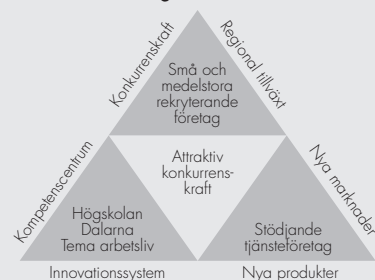 Konkurrenskraft
Regional tillväxt
Små och
medelstora
rekryterande
företag
Kompetenscentrum
Nya marknader
Attraktiv
konkurrens-
kraft
Högskolan
Dalarna
Tema arbetsliv
Stödjande
tjänsteföretag
Innovationssystem
Nya produkter